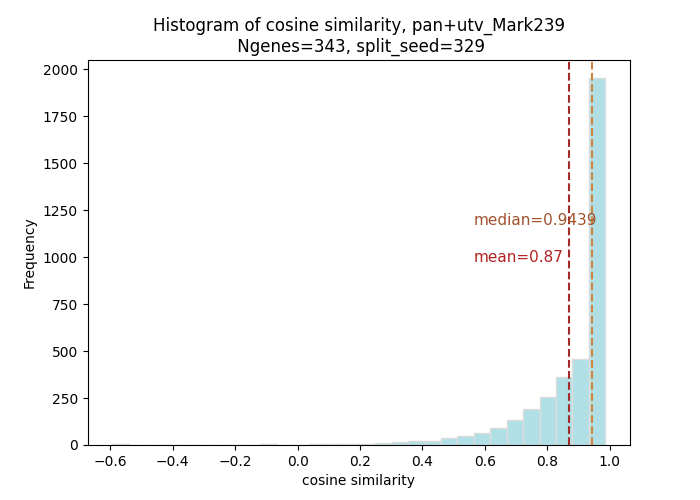 Histogram of cosine similarity, pan+utv_Mark239
Ngenes=343, split_seed=329
2000
1750
1500
1250
1000
750
500
250
0
Frequency
median=0.9439
mean=0.87
−0.6 −0.4 −0.2 0.0 0.2 0.4 0.6 0.8 1.0
cosine similarity